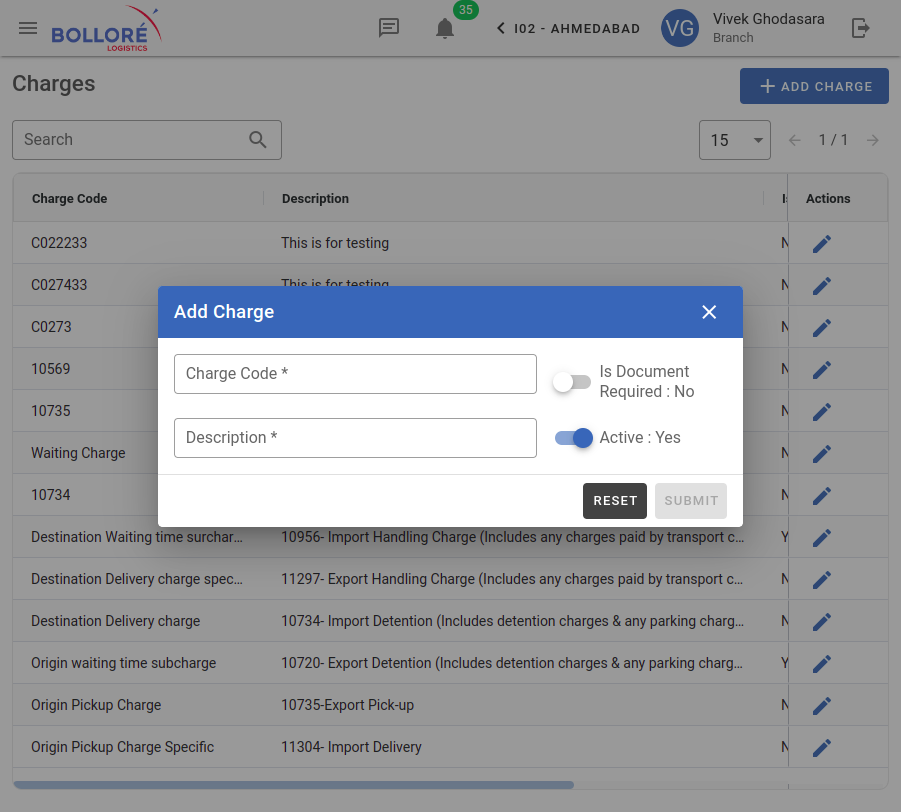 BOLLORÉ
LOGISTICS
35
I02 - AHMEDABAD
VG
Vivek Ghodasara
Branch
Charges
ADD CHARGE
Search
15
1 / 1
Charge Code Description Actions
C022233 This is for testing
C027433 This is for testing
C0273
10569
10735
Waiting Charge
10734
Add Charge
Charge Code *
Is Document
Required : No
Description *
Active : Yes
RESET SUBMIT
Destination Waiting time surchar... 10956- Import Handling Charge (Includes any charges paid by transport c...
Destination Delivery charge spec... 11297- Export Handling Charge (Includes any charges paid by transport c...
Destination Delivery charge 10734- Import Detention (Includes detention charges & any parking charg...
Origin waiting time subcharge 10720- Export Detention (Includes detention charges & any parking charg...
Origin Pickup Charge 10735-Export Pick-up
Origin Pickup Charge Specific 11304- Import Delivery